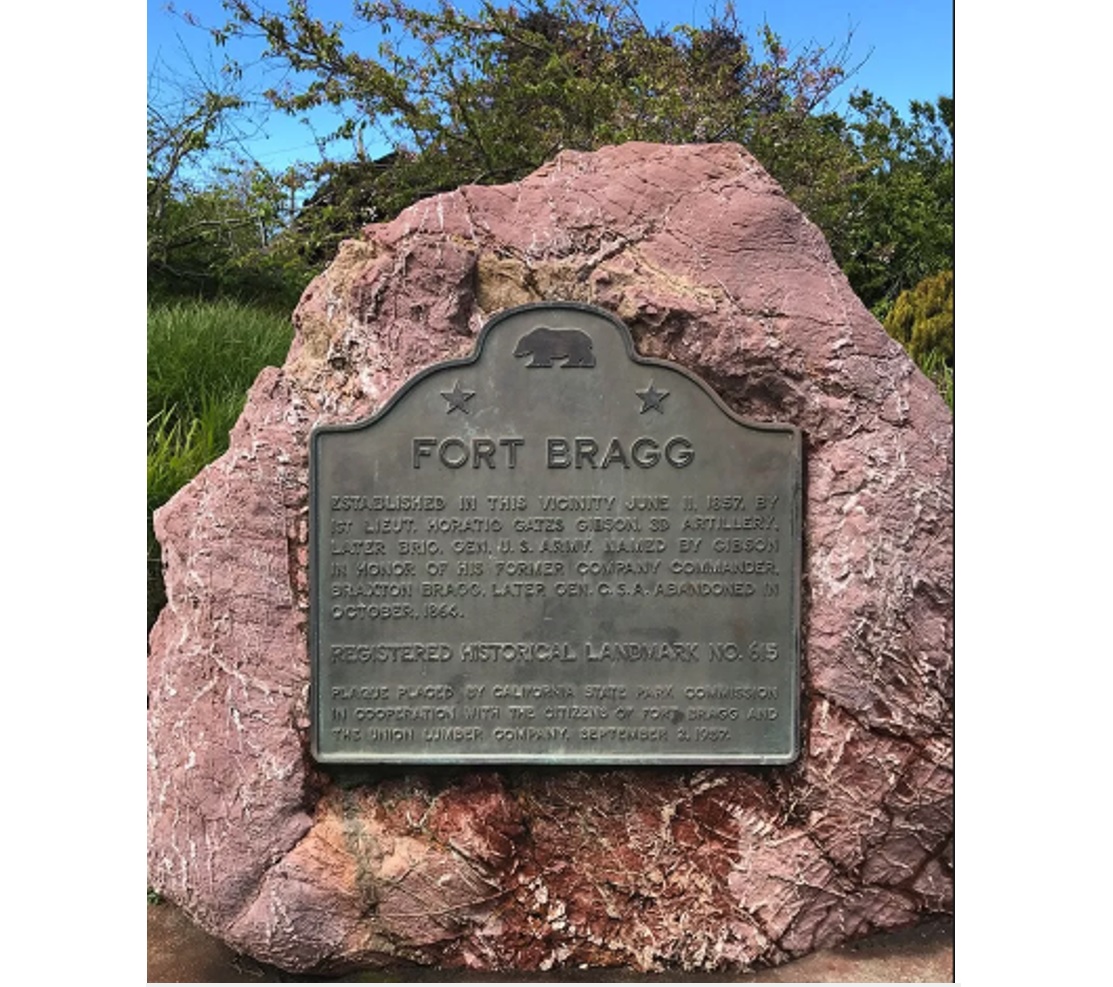 FORT BRAGG
ESTABLISHED IN THIS VICINITY JUNE 11, 1857, BY
1ST LIEUT. HORATIO GATES GIBSON, 3D ARTILLERY,
LATER BRIG. GEN. U. S. ARMY. NAMED BY GIBSON
IN HONOR OF HIS FORMER COMPANY COMMANDER,
BRAXTON BRAGG, LATER GEN. C. S. A. ABANDONED IN
OCTOBER, 1864.
REGISTERED HISTORICAL LANDMARK NO. 615
PLAQUE PLACED BY CALIFORNIA STATE PARK COMMISSION
IN COOPERATION WITH THE CITIZENS OF FORT BRAGG AND
THE UNION LUMBER COMPANY, SEPTEMBER 2, 1957.